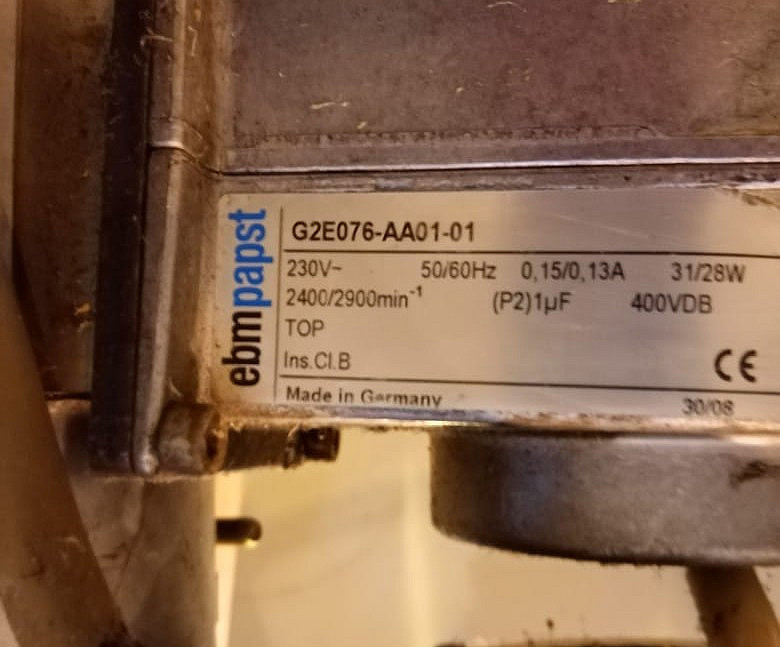 ebmpapst
G2E076-AA01-01
230V~ 50/60Hz 0,15/0,13A 31/28W
2400/2900min⁻¹ (P2)1µF 400VDB
TOP
Ins.Cl.B CE
Made in Germany 30/08